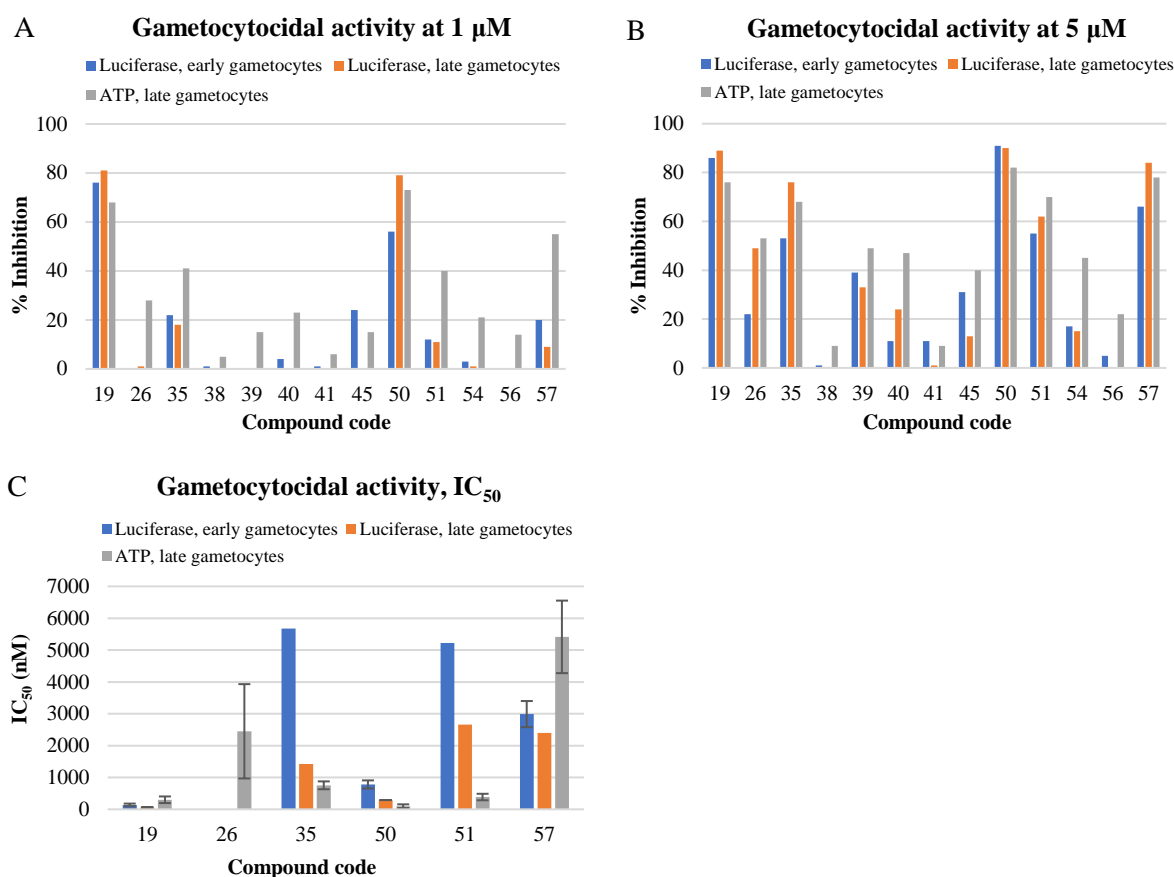 A
Gametocytocidal activity at 1 µM
Luciferase, early gametocytes Luciferase, late gametocytes
ATP, late gametocytes
100
80
60
40
20
0
% Inhibition
19 26 35 38 39 40 41 45 50 51 54 56 57
Compound code
B
Gametocytocidal activity at 5 µM
Luciferase, early gametocytes Luciferase, late gametocytes
ATP, late gametocytes
100
80
60
40
20
0
% Inhibition
19 26 35 38 39 40 41 45 50 51 54 56 57
Compound code
C
Gametocytocidal activity, IC₅₀
Luciferase, early gametocytes Luciferase, late gametocytes
ATP, late gametocytes
7000
6000
5000
4000
3000
2000
1000
0
IC₅₀ (nM)
19 26 35 50 51 57
Compound code